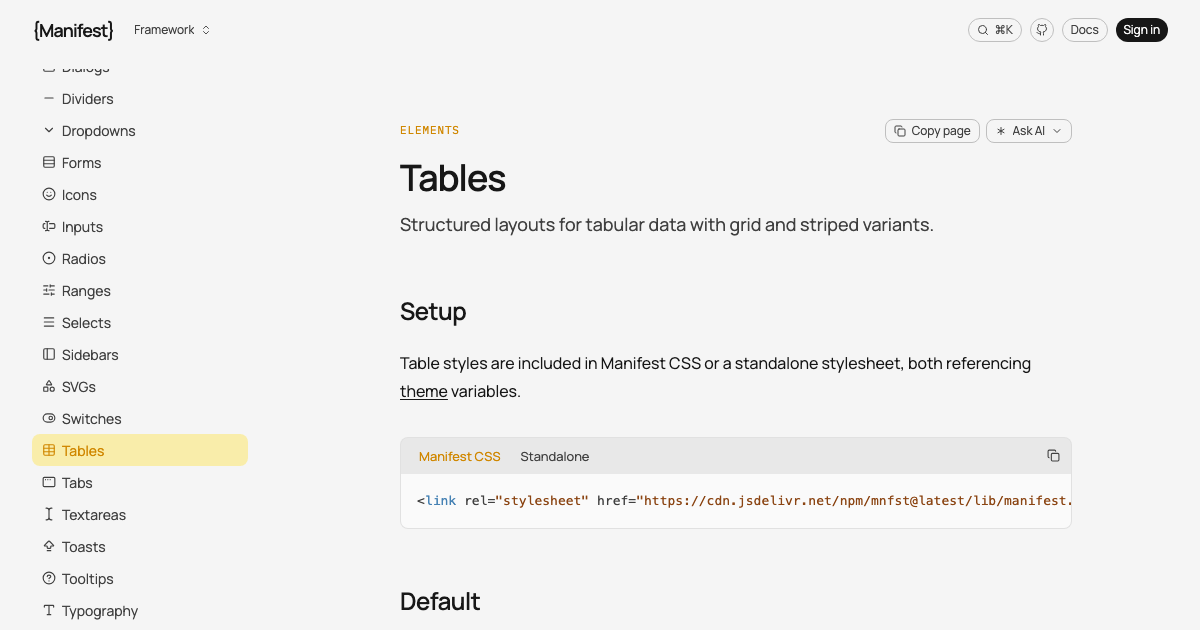 {Manifest}
Framework
⌘K
Docs
Sign in
Dialogs
Dividers
Dropdowns
Forms
Icons
Inputs
Radios
Ranges
Selects
Sidebars
SVGs
Switches
Tables
Tabs
Textareas
Toasts
Tooltips
Typography
ELEMENTS
Copy page
Ask AI
Tables
Structured layouts for tabular data with grid and striped variants.
Setup
Table styles are included in Manifest CSS or a standalone stylesheet, both referencing
theme variables.
Manifest CSS
Standalone
<link rel="stylesheet" href="https://cdn.jsdelivr.net/npm/mnfst@latest/lib/manifest.
Default